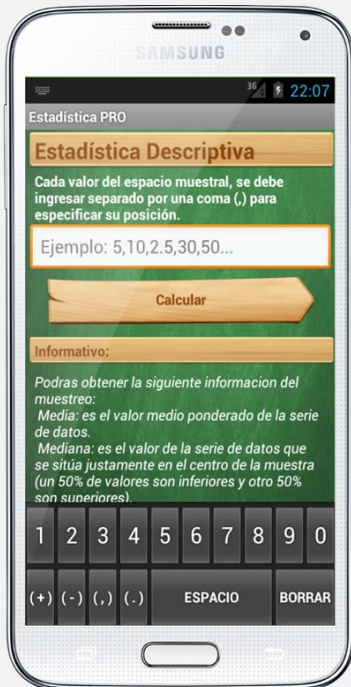 SAMSUNG
3G 22:07
Estadística PRO
Estadística Descriptiva
Cada valor del espacio muestral, se debe
ingresar separado por una coma (,) para
especificar su posición.
Ejemplo: 5,10,2.5,30,50...
Calcular
Informativo:
Podras obtener la siguiente informacion del
muestreo:
Media: es el valor medio ponderado de la serie
de datos.
Mediana: es el valor de la serie de datos que
se sitúa justamente en el centro de la muestra
(un 50% de valores son inferiores y otro 50%
son superiores).
1 2 3 4 5 6 7 8 9 0
(+) (-) (,) (.) ESPACIO BORRAR